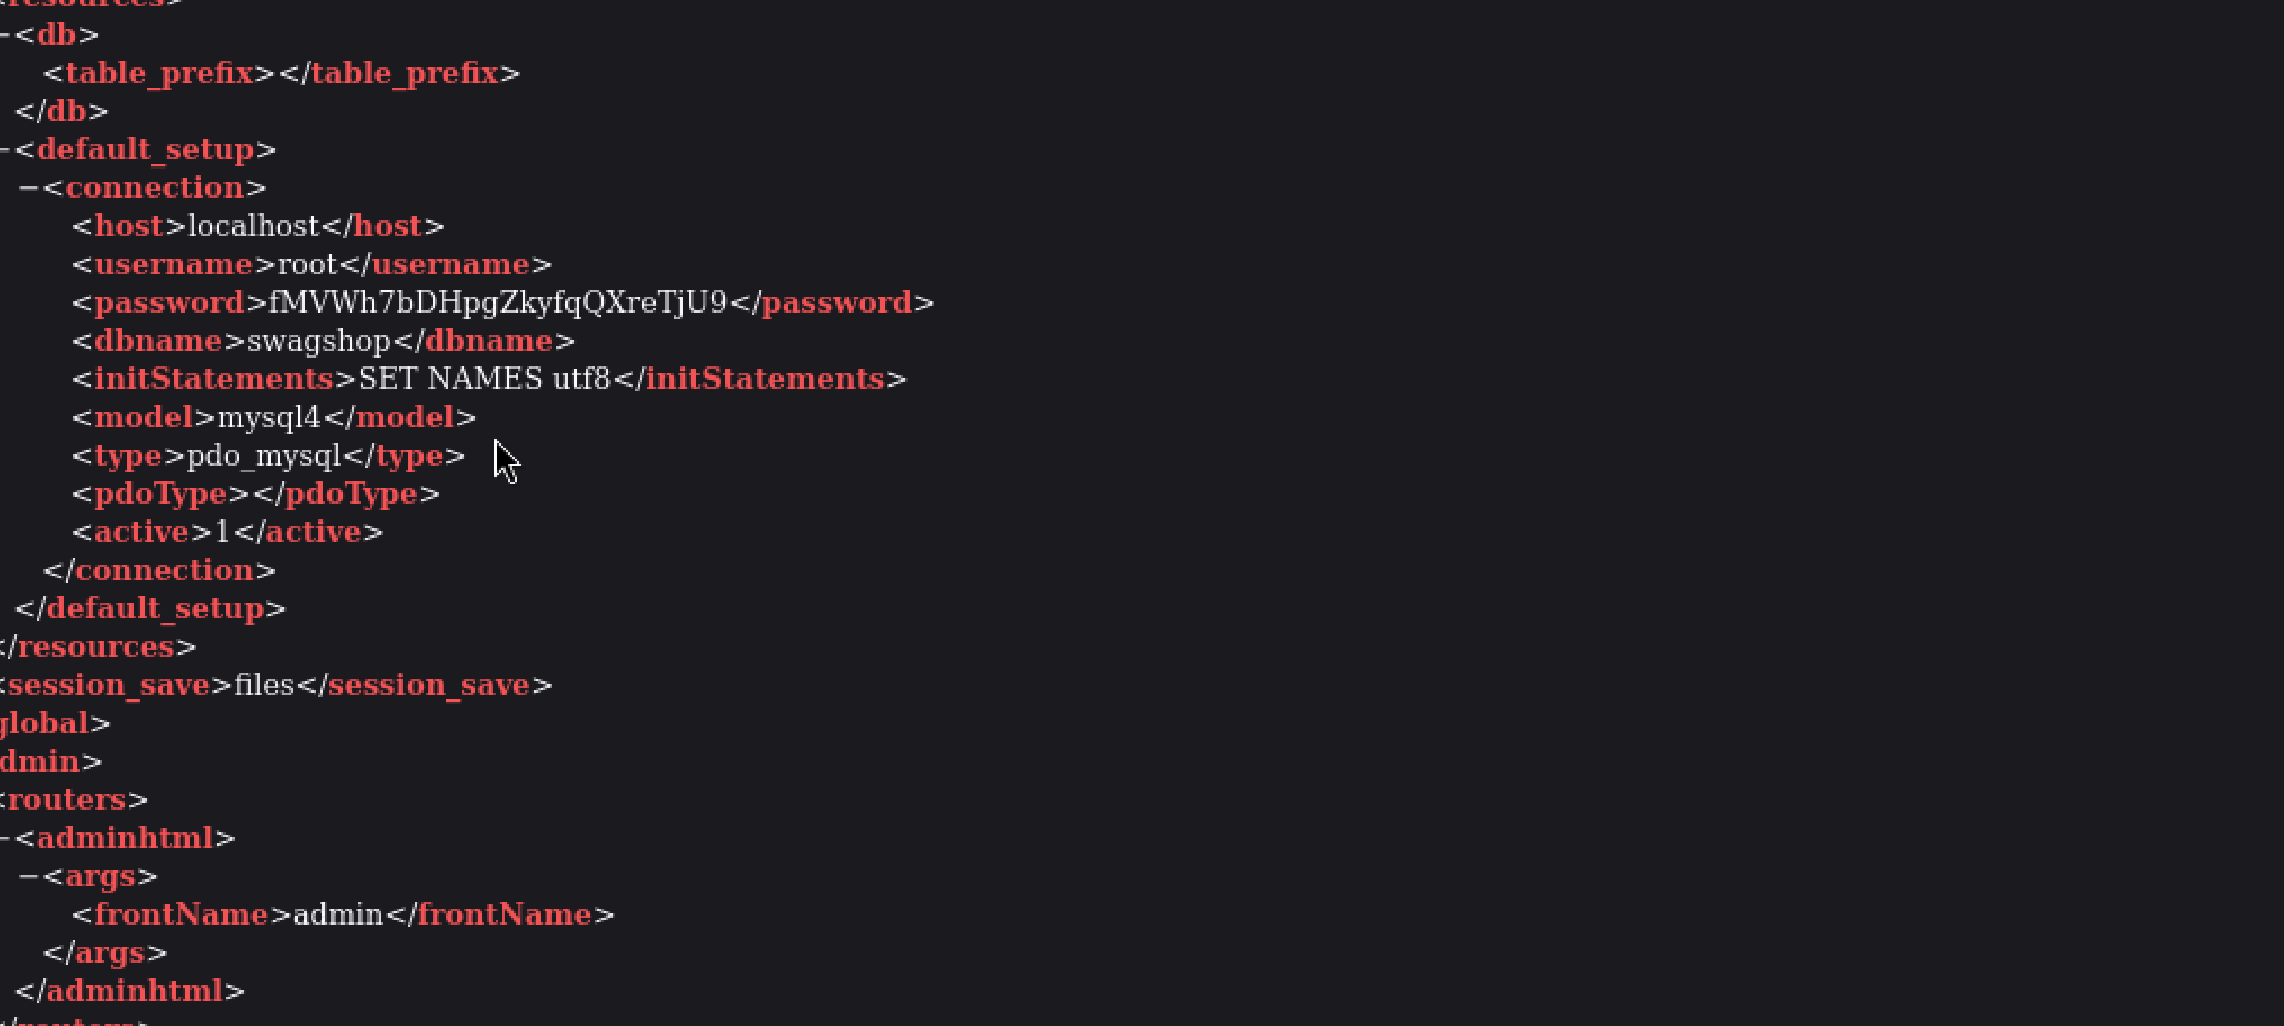 resources>
−<db>
<table_prefix></table_prefix>
</db>
−<default_setup>
−<connection>
<host>localhost</host>
<username>root</username>
<password>fMVWh7bDHpgZkyfqQXreTjU9</password>
<dbname>swagshop</dbname>
<initStatements>SET NAMES utf8</initStatements>
<model>mysql4</model>
<type>pdo_mysql</type>
<pdoType></pdoType>
<active>1</active>
</connection>
</default_setup>
</resources>
<session_save>files</session_save>
global>
dmin>
<routers>
−<adminhtml>
−<args>
<frontName>admin</frontName>
</args>
</adminhtml>
</routers>